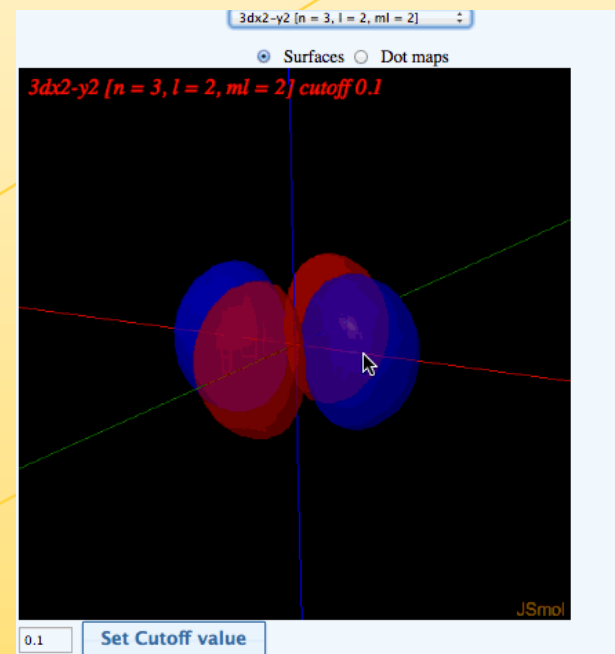 3dx2-y2 [n = 3, l = 2, ml = 2]
Surfaces Dot maps
3dx2-y2 [n = 3, l = 2, ml = 2] cutoff 0.1
JSmol
0.1 Set Cutoff value